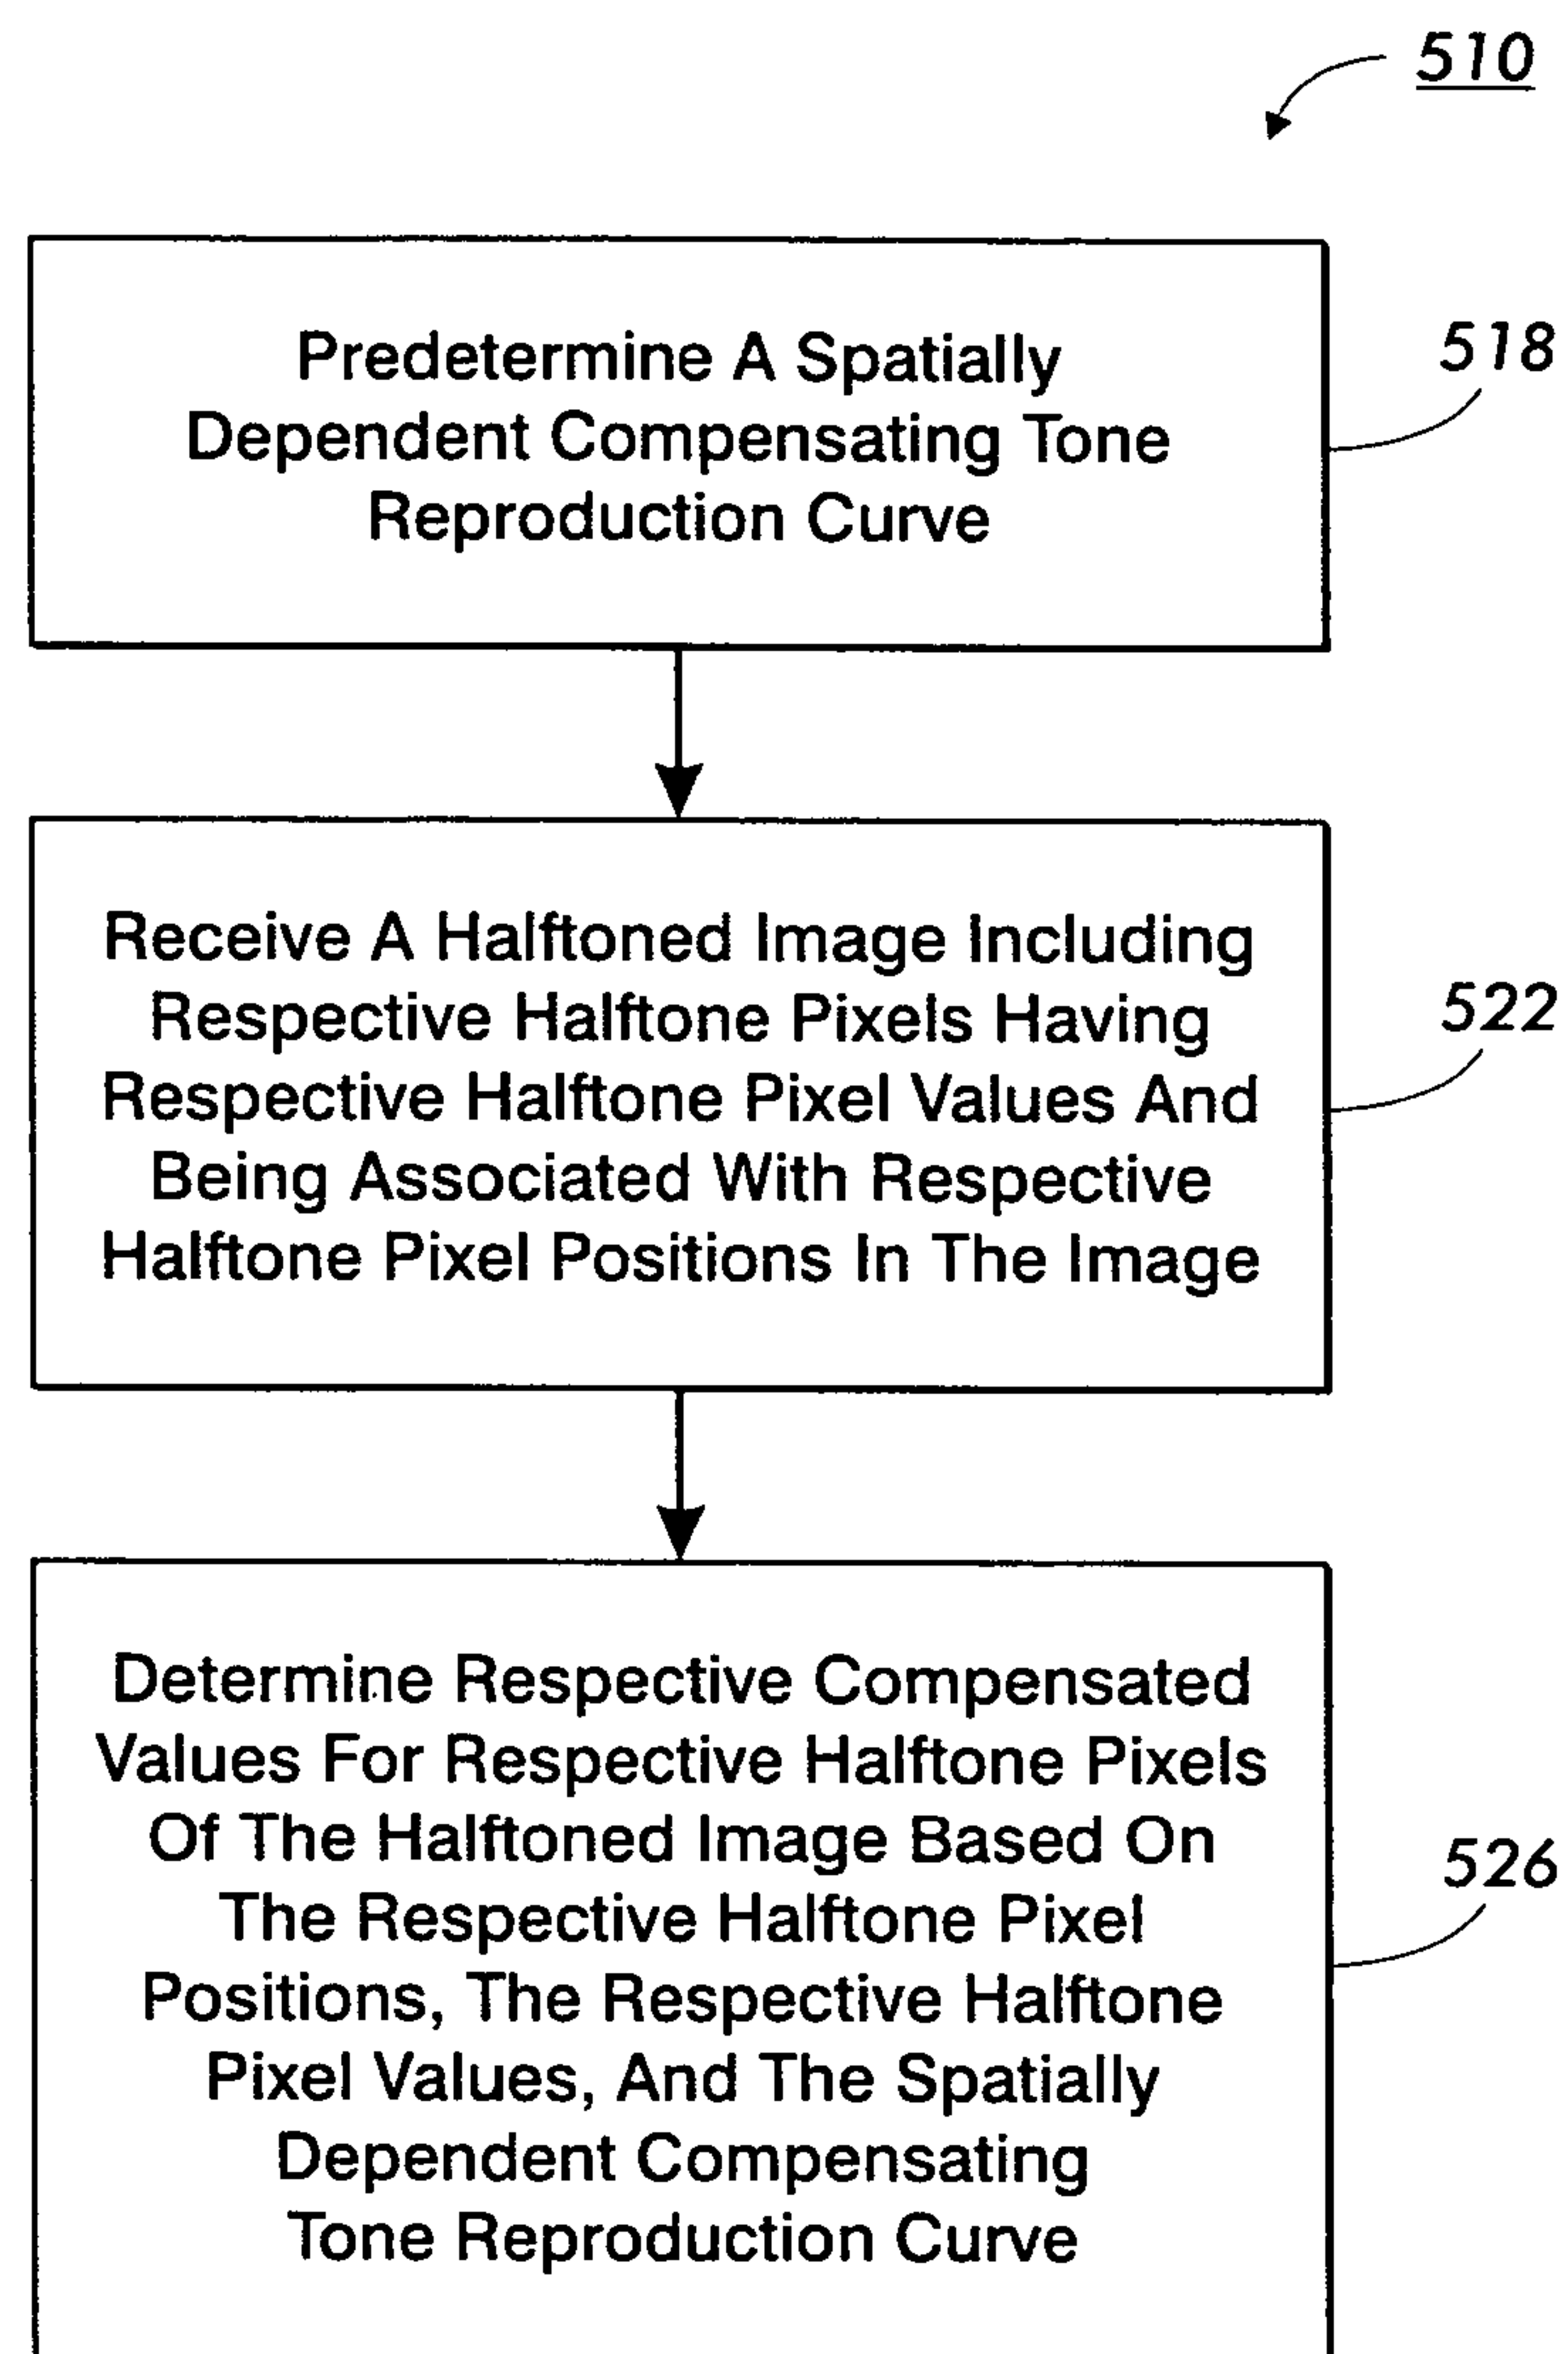 510
Predetermine A Spatially
Dependent Compensating Tone
Reproduction Curve
518
Receive A Halftoned Image Including
Respective Halftone Pixels Having
Respective Halftone Pixel Values And
Being Associated With Respective
Halftone Pixel Positions In The Image
522
Determine Respective Compensated
Values For Respective Halftone Pixels
Of The Halftoned Image Based On
The Respective Halftone Pixel
Positions, The Respective Halftone
Pixel Values, And The Spatially
Dependent Compensating
Tone Reproduction Curve
526